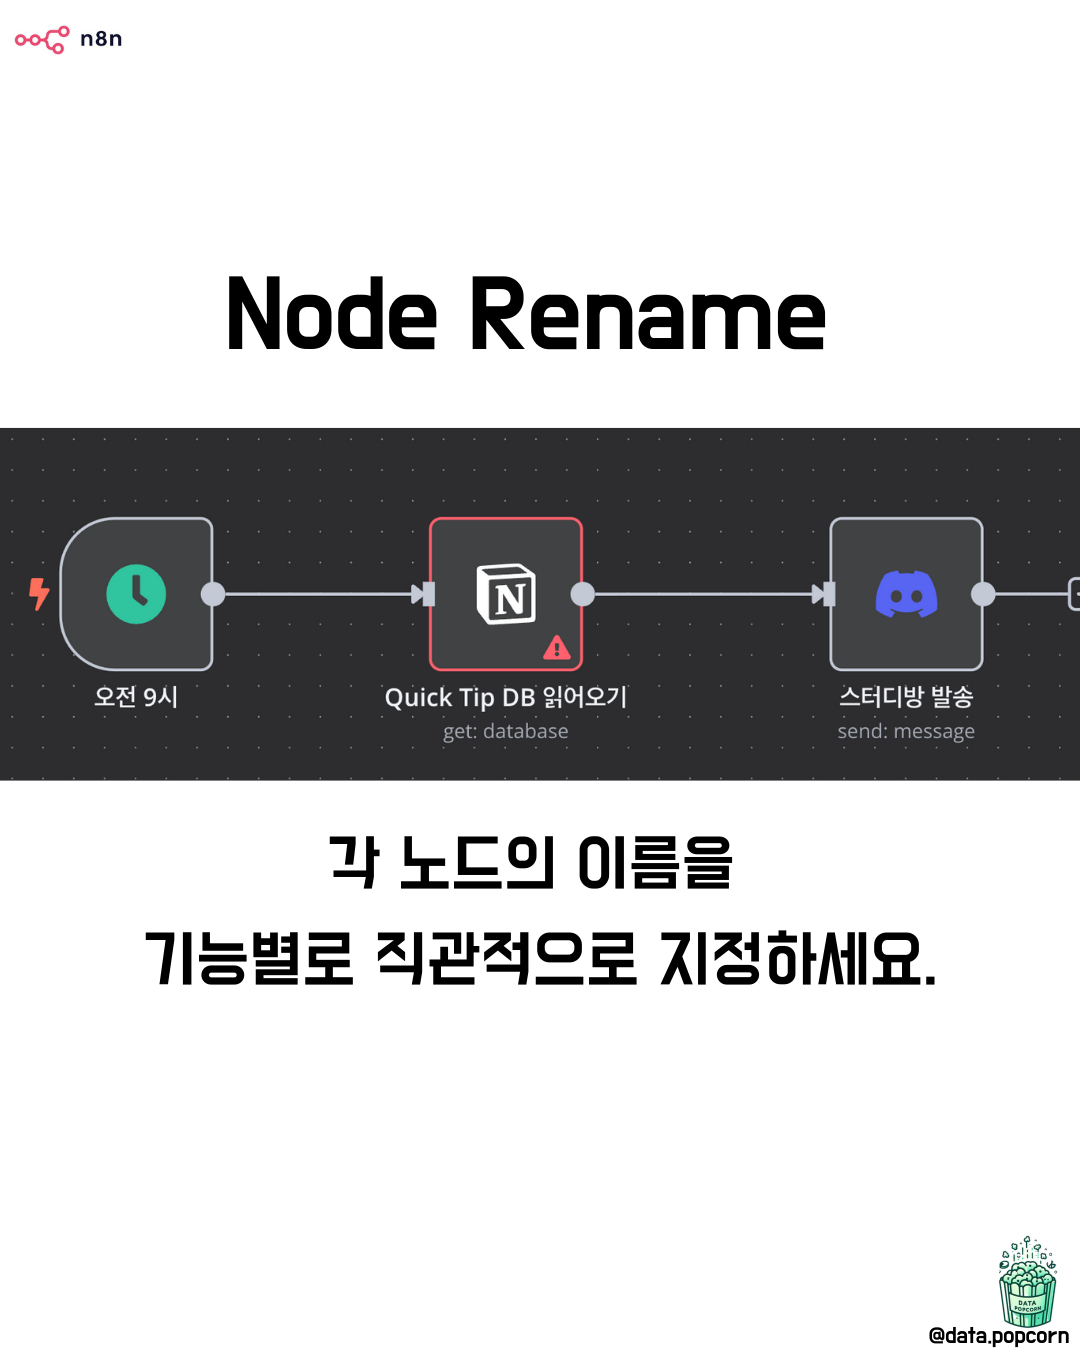 n8n
Node Rename
오전 9시
Quick Tip DB 읽어오기
get: database
스터디방 발송
send: message
각 노드의 이름을
기능별로 직관적으로 지정하세요.
DATA
POPCORN
@data.popcorn